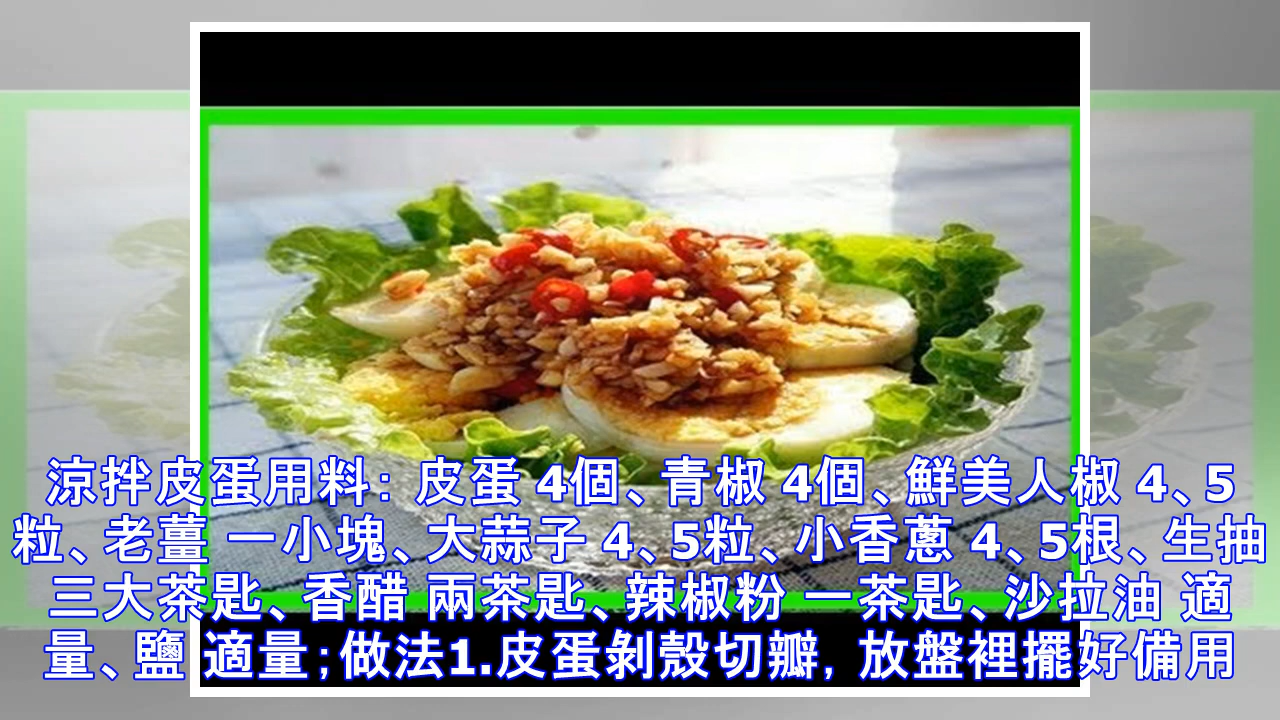 涼拌皮蛋用料：皮蛋 4個、青椒 4個、鮮美人椒 4、5
粒、老薑 一小塊、大蒜子 4、5粒、小香蔥 4、5根、生抽
三大茶匙、香醋 兩茶匙、辣椒粉 一茶匙、沙拉油 適
量、鹽 適量；做法1.皮蛋剝殼切瓣，放盤裡擺好備用